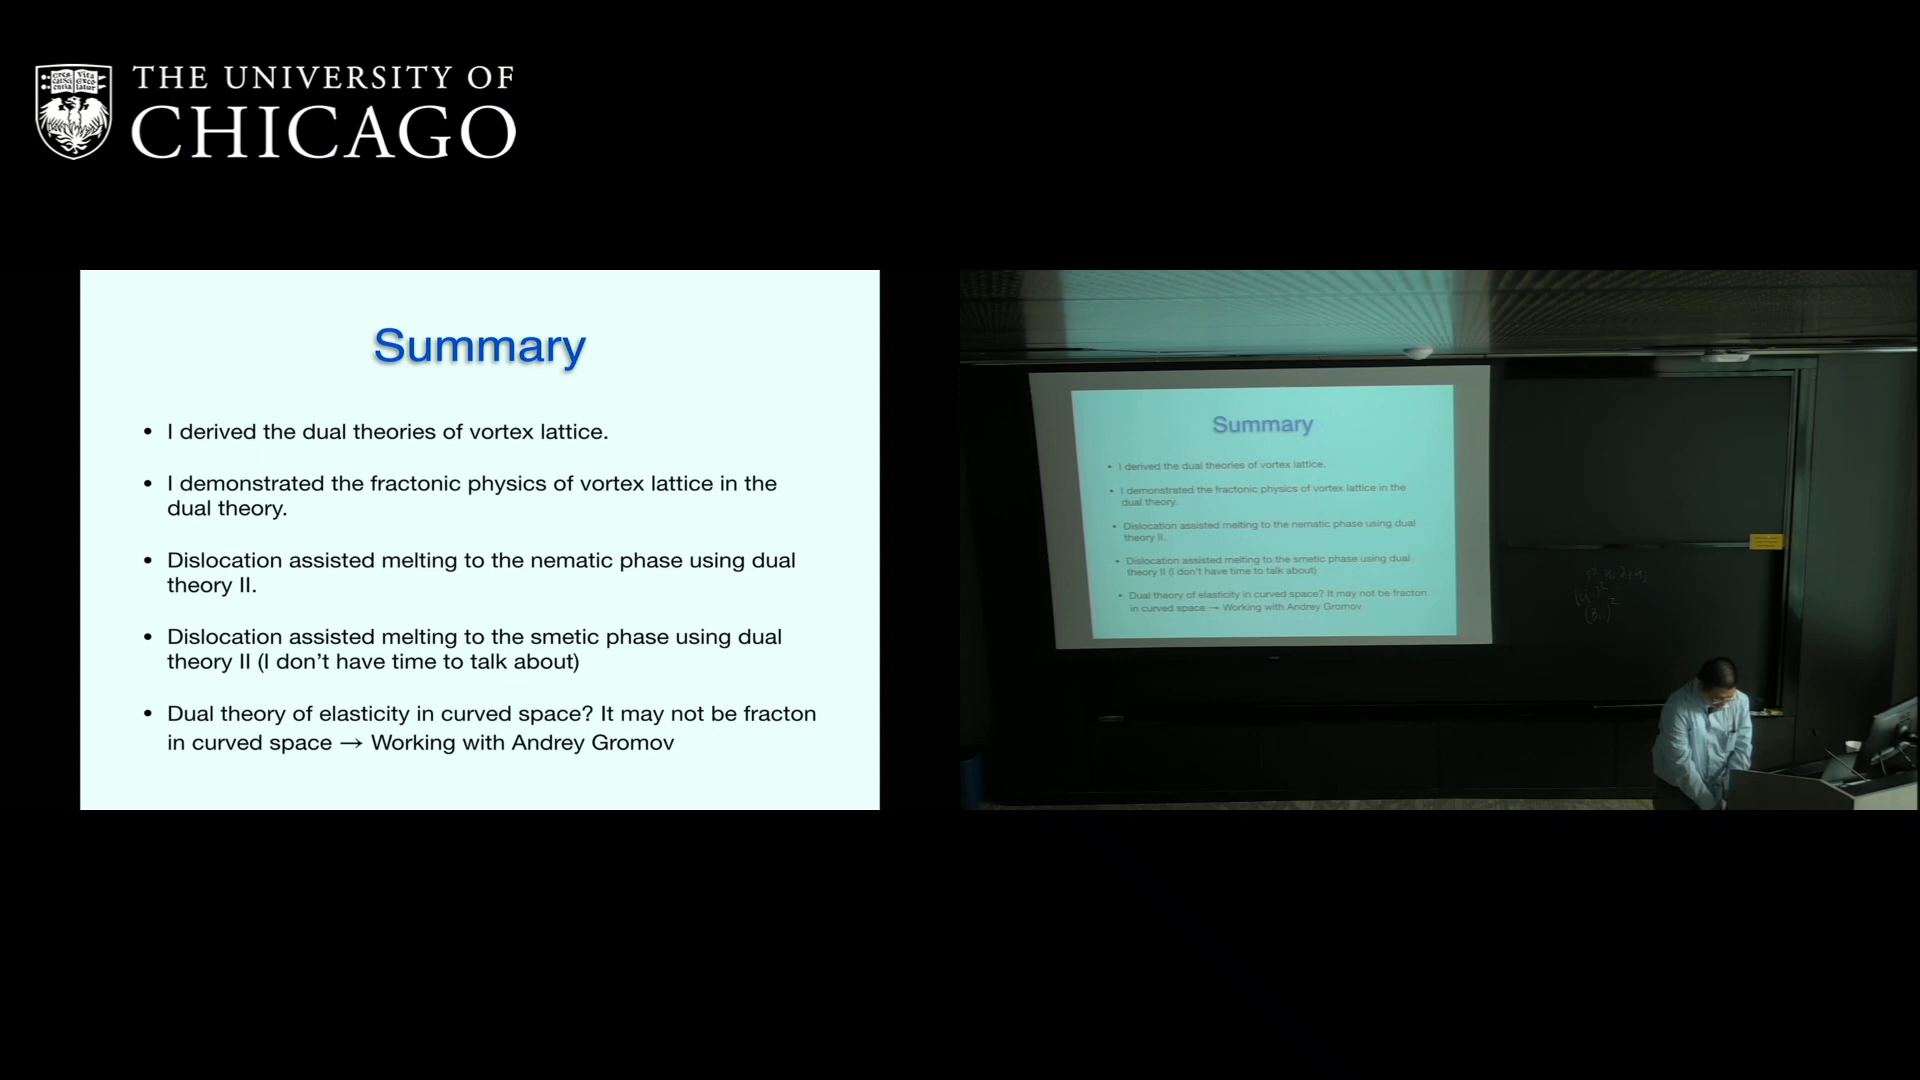 THE UNIVERSITY OF
CHICAGO
Summary
• I derived the dual theories of vortex lattice.
• I demonstrated the fractonic physics of vortex lattice in the
dual theory.
• Dislocation assisted melting to the nematic phase using dual
theory II.
• Dislocation assisted melting to the smetic phase using dual
theory II (I don't have time to talk about)
• Dual theory of elasticity in curved space? It may not be fracton
in curved space → Working with Andrey Gromov
Summary
• I derived the dual theories of vortex lattice.
• I demonstrated the fractonic physics of vortex lattice in the
dual theory.
• Dislocation assisted melting to the nematic phase using dual
theory II.
• Dislocation assisted melting to the smetic phase using dual
theory II (I don't have time to talk about)
• Dual theory of elasticity in curved space? It may not be fracton
in curved space → Working with Andrey Gromov